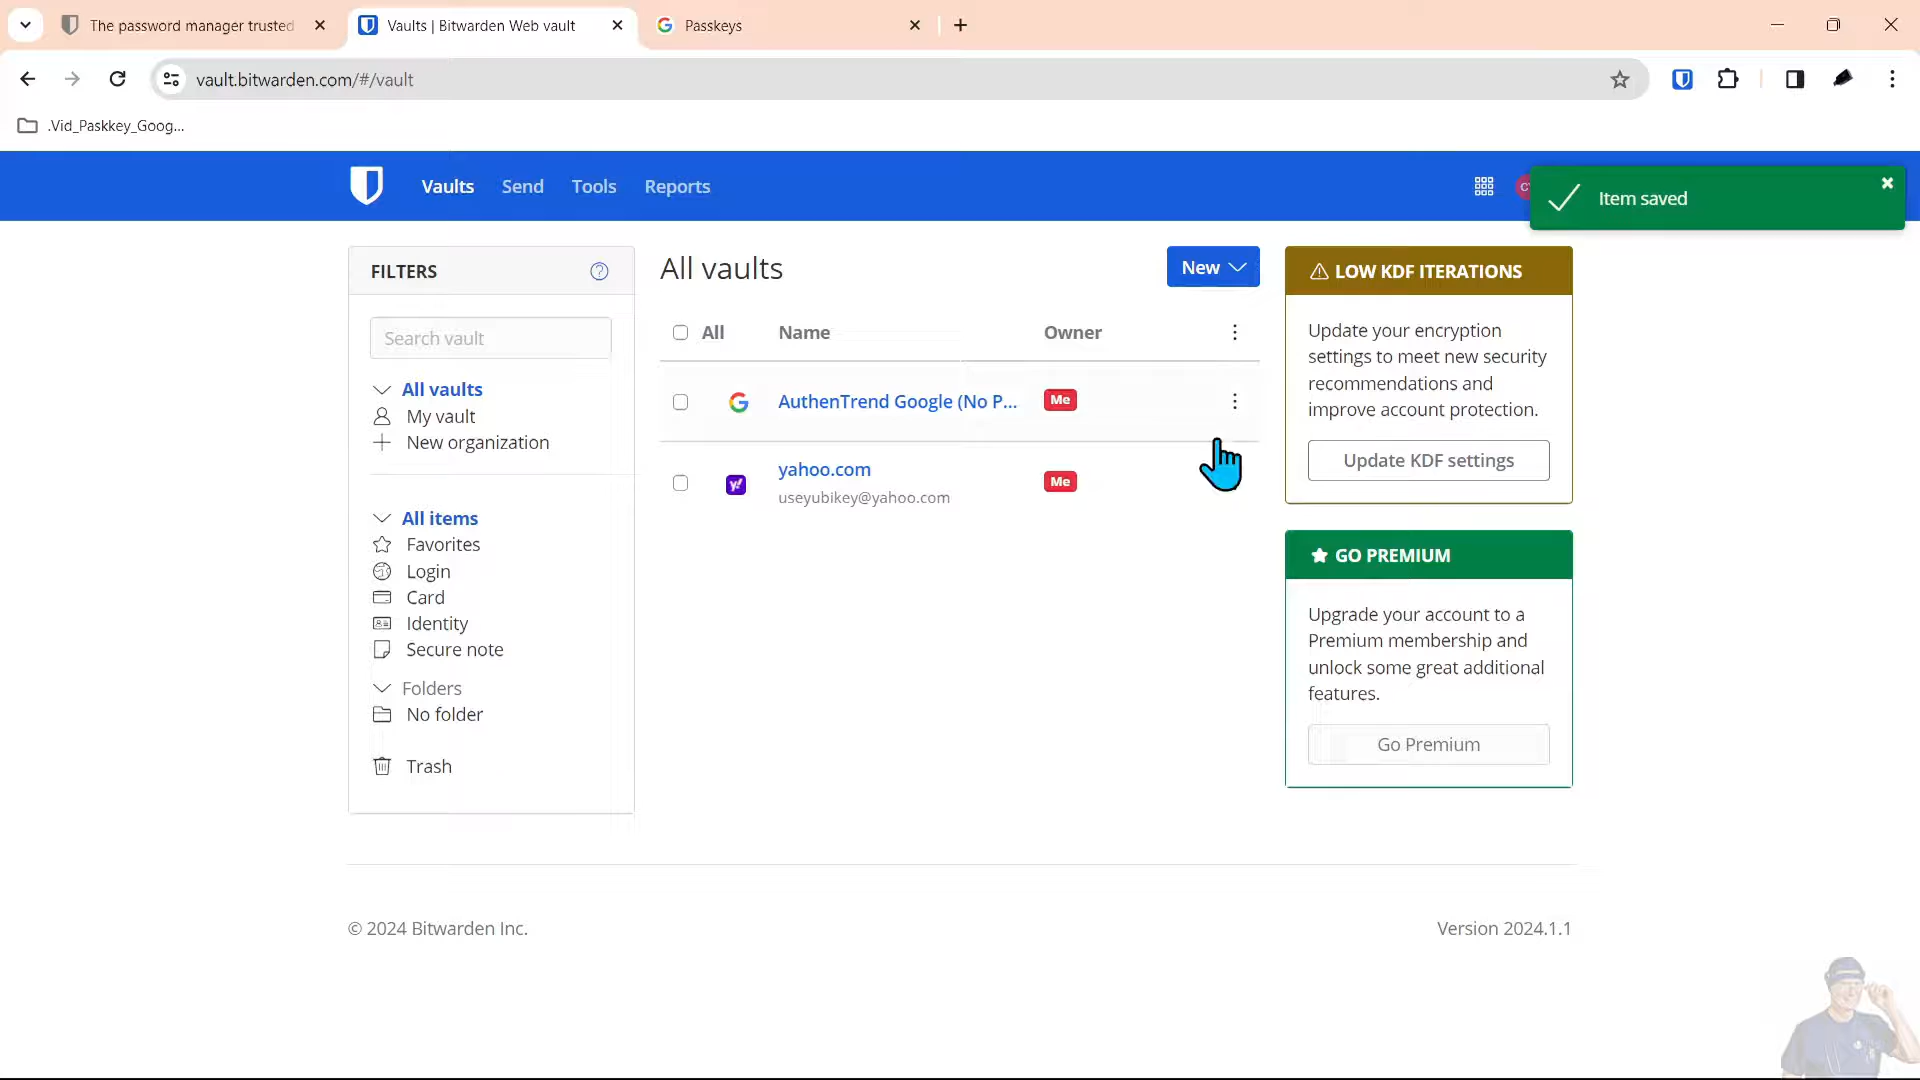 The password manager trusted
Vaults | Bitwarden Web vault
Passkeys
vault.bitwarden.com/#/vault
.Vid_Paskkey_Goog...
Vaults
Send
Tools
Reports
Item saved
FILTERS
Search vault
All vaults
My vault
New organization
All items
Favorites
Login
Card
Identity
Secure note
Folders
No folder
Trash
All vaults
New
All
Name
Owner
AuthenTrend Google (No P...
Me
yahoo.com
useyubikey@yahoo.com
Me
LOW KDF ITERATIONS
Update your encryption
settings to meet new security
recommendations and
improve account protection.
Update KDF settings
GO PREMIUM
Upgrade your account to a
Premium membership and
unlock some great additional
features.
Go Premium
© 2024 Bitwarden Inc.
Version 2024.1.1